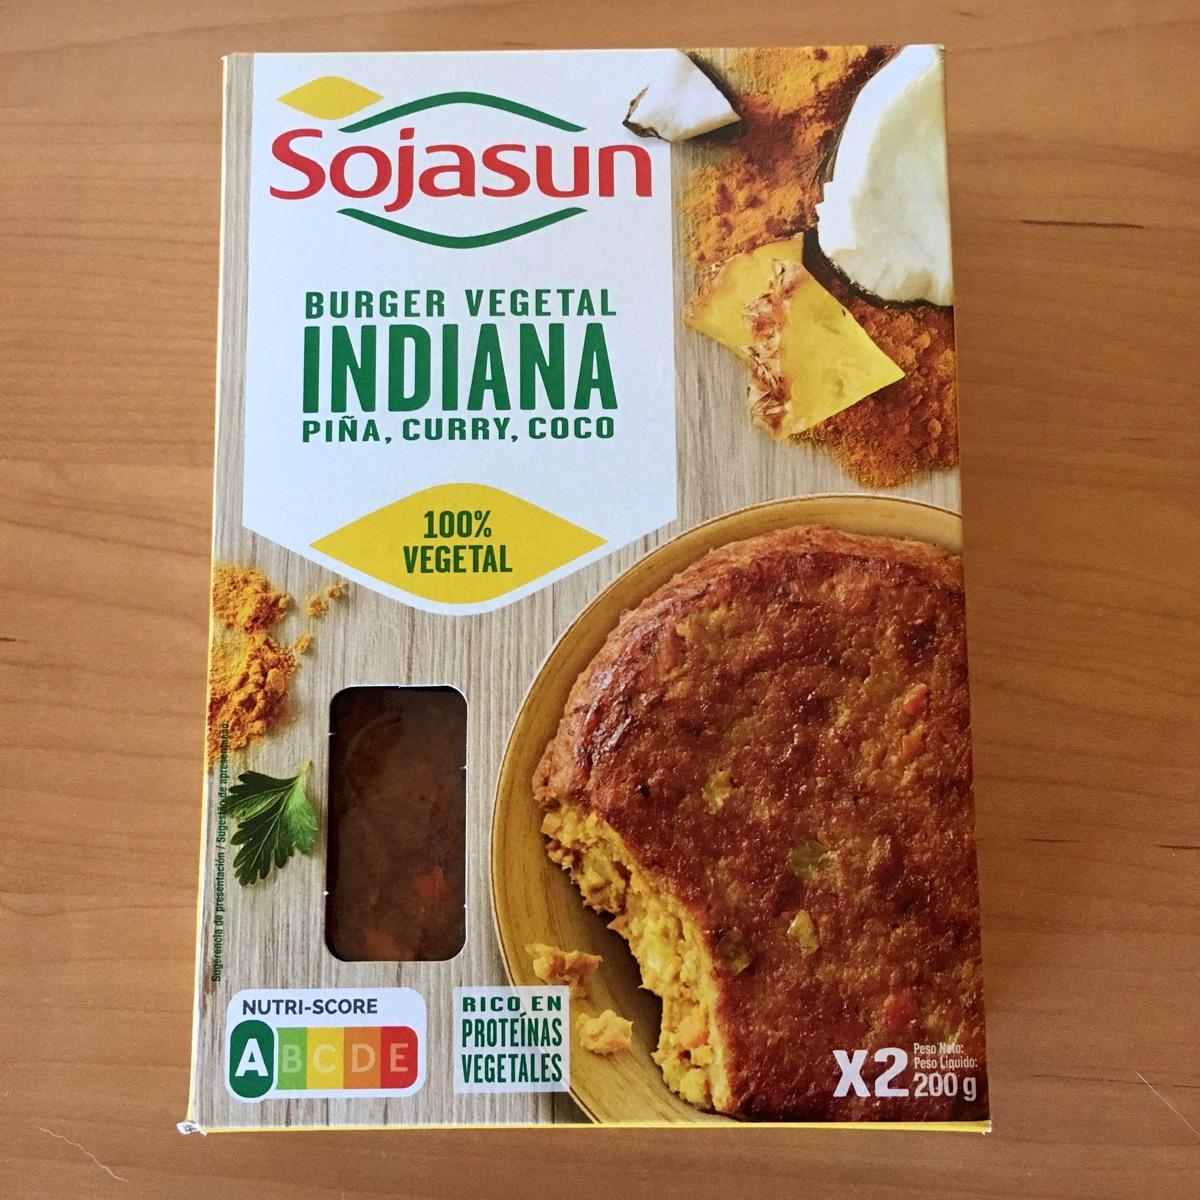 Sojasun
BURGER VEGETAL
INDIANA
PIÑA, CURRY, COCO
100%
VEGETAL
Sugerencia de presentación / Sugestão de apresentação.
NUTRI-SCORE
A B C D E
RICO EN
PROTEÍNAS
VEGETALES
X2
Peso Neto:
Peso Líquido:
200 g